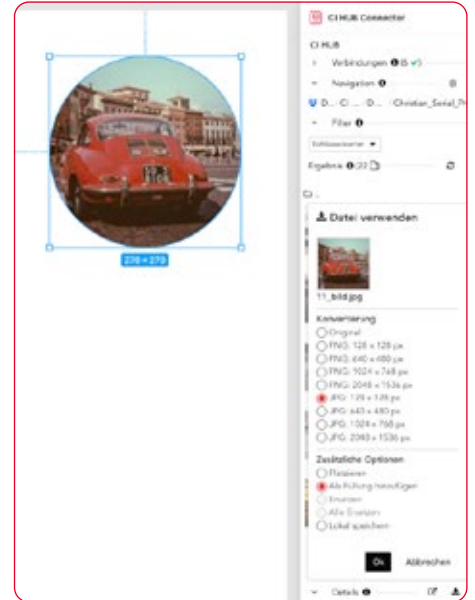 CI HUB Connector
CI HUB
Verbindungen
Navigation
Filter
Ergebnis
Datei verwenden
11_bild.jpg
Konvertierung
Original
PNG: 128 x 128 px
PNG: 640 x 480 px
PNG: 1024 x 768 px
PNG: 2048 x 1536 px
JPG: 128 x 128 px
JPG: 640 x 480 px
JPG: 1024 x 768 px
JPG: 2048 x 1536 px
Zusätzliche Optionen
Platzieren
Als Füllung hinzufügen
Ersetzen
Alle Ersetzen
Lokal speichern
Ok Abbrechen
Details